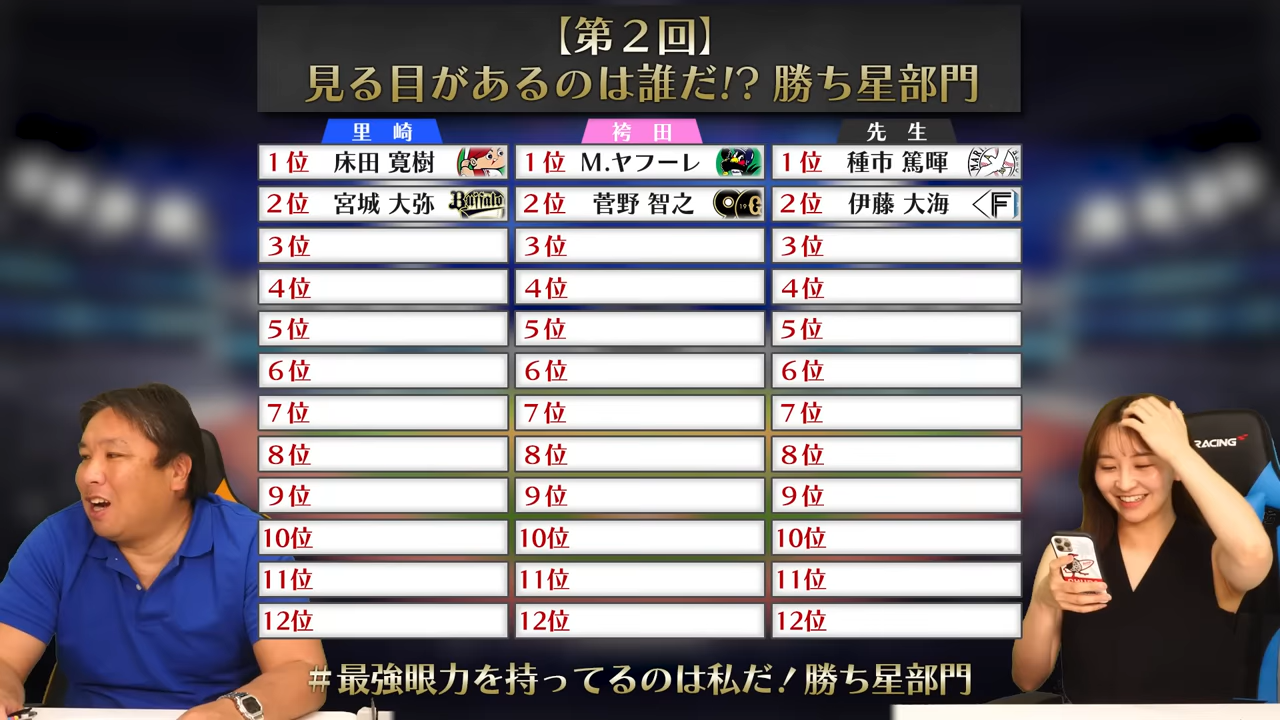 【第2回】
見る目があるのは誰だ!? 勝ち星部門
里崎 袴田 先生
1位 床田 寛樹 1位 M.ヤフーレ 1位 種市 篤暉
2位 宮城 大弥 Buffalo 2位 菅野 智之 G 2位 伊藤 大海 F
3位 3位 3位
4位 4位 4位
5位 5位 5位
6位 6位 6位
7位 7位 7位
8位 8位 8位
9位 9位 9位
10位 10位 10位
11位 11位 11位
12位 12位 12位
#最強眼力を持ってるのは私だ!勝ち星部門
RACING